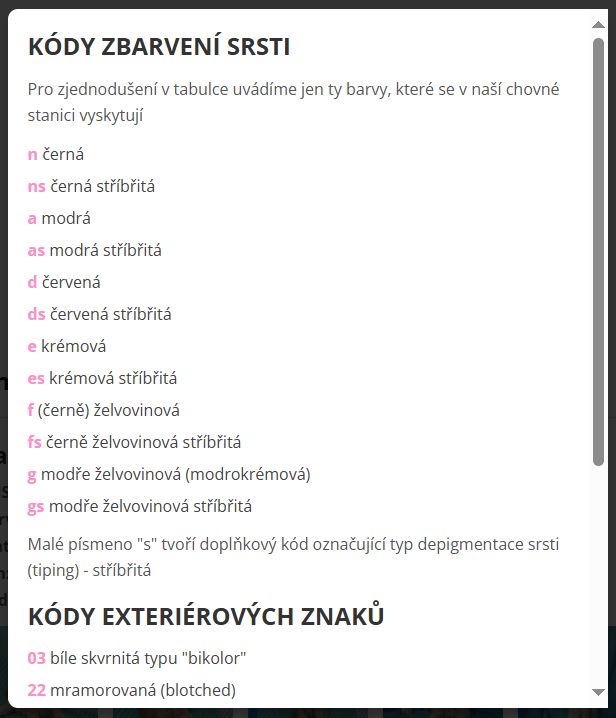 KÓDY ZBARVENÍ SRSTI
Pro zjednodušení v tabulce uvádíme jen ty barvy, které se v naší chovné
stanici vyskytují
n černá
ns černá stříbřitá
a modrá
as modrá stříbřitá
d červená
ds červená stříbřitá
e krémová
es krémová stříbřitá
f (černě) želvovinová
fs černě želvovinová stříbřitá
g modře želvovinová (modrokrémová)
gs modře želvovinová stříbřitá
Malé písmeno "s" tvoří doplňkový kód označující typ depigmentace srsti
(tiping) - stříbřitá
KÓDY EXTERIÉROVÝCH ZNAKŮ
03 bíle skvrnitá typu "bikolor"
22 mramorovaná (blotched)